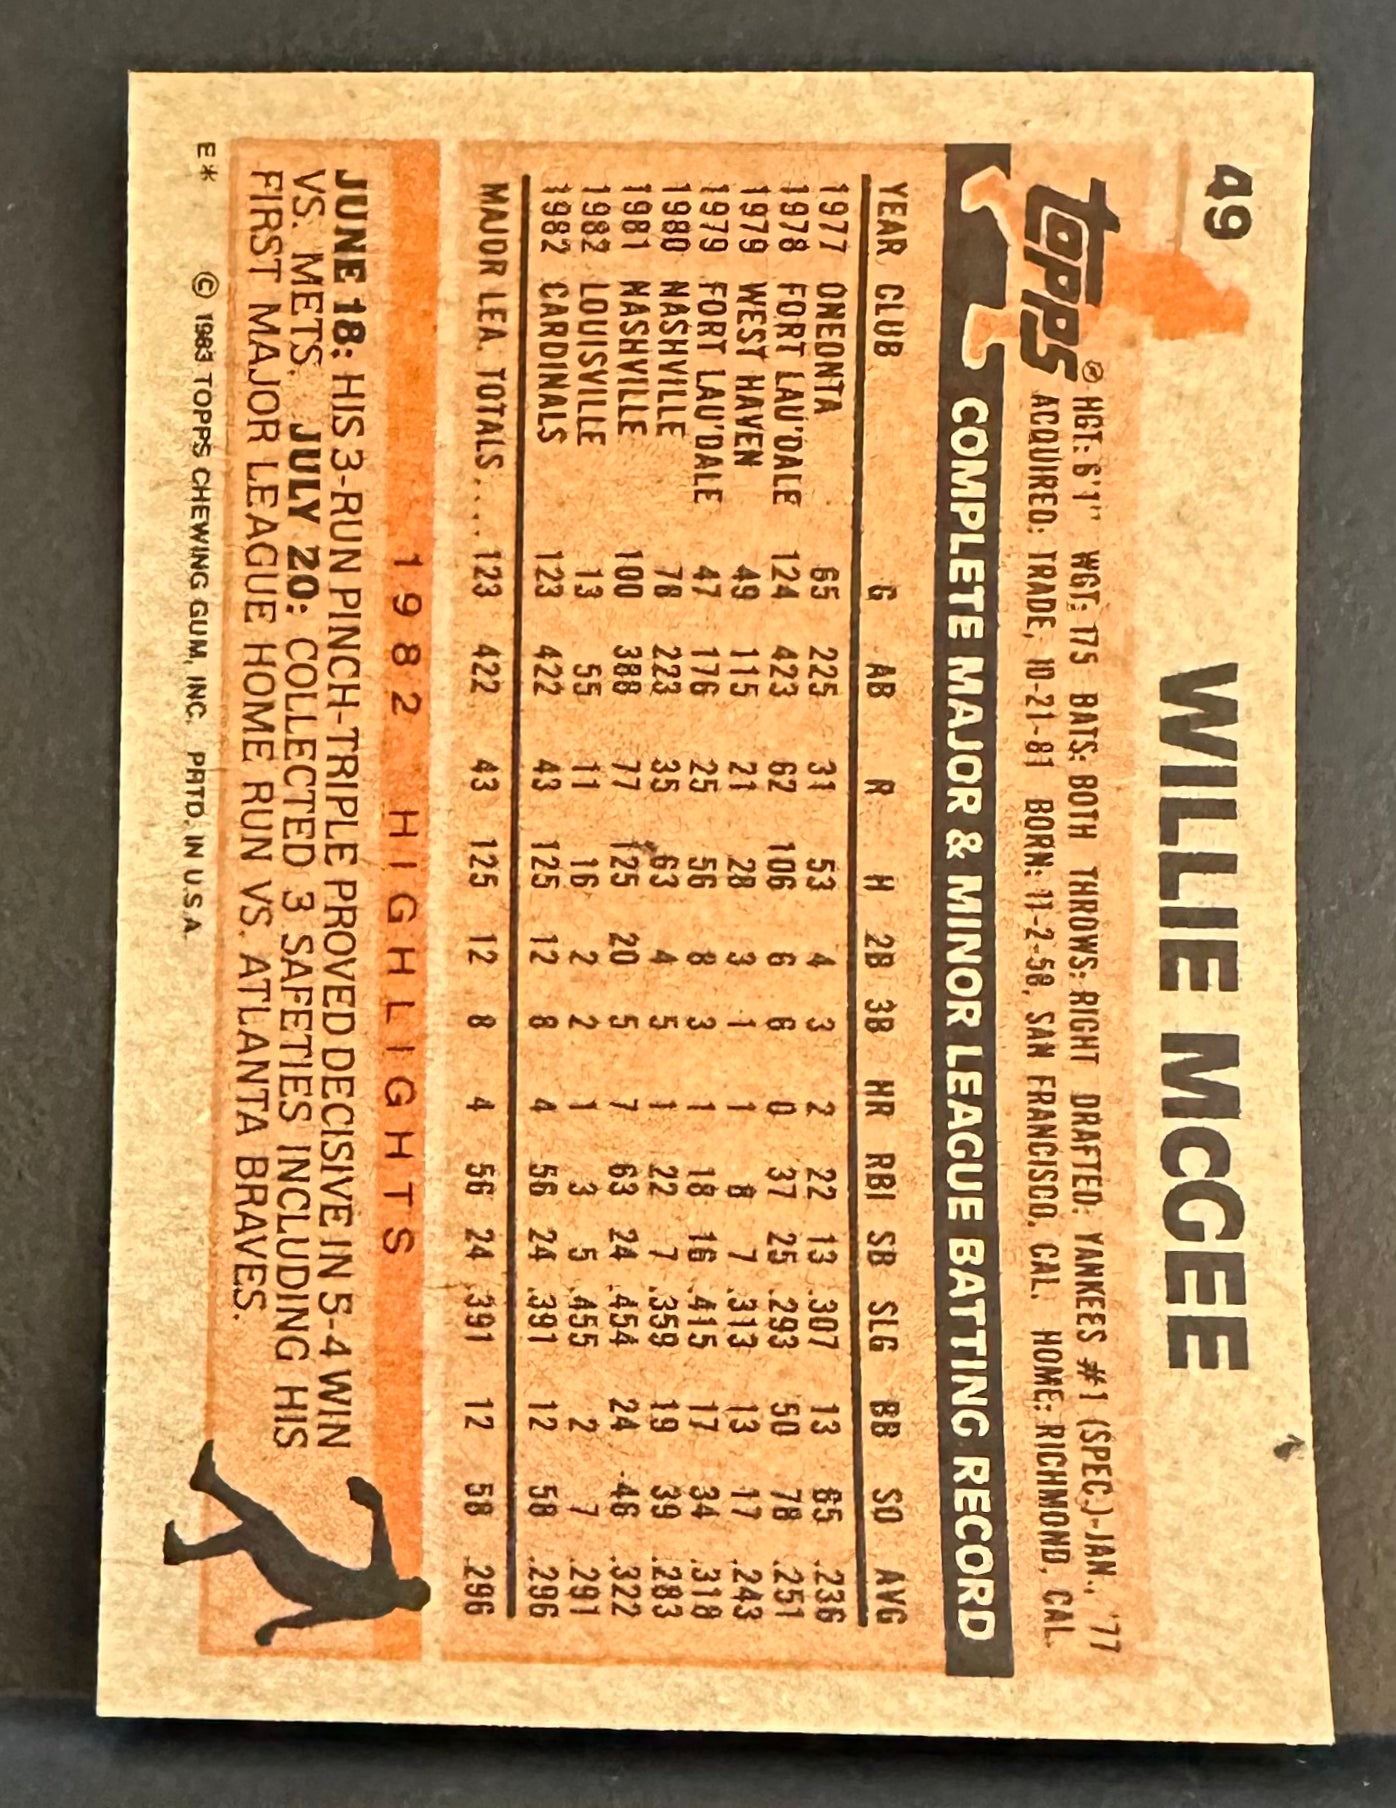 49
WILLIE McGEE
topps®
HGT: 6'1" WGT: 175 BATS: BOTH THROWS: RIGHT DRAFTED: YANKEES #1 (SPEC.)-JAN., '77
ACQUIRED: TRADE, 10-21-81 BORN: 11-2-58, SAN FRANCISCO, CAL. HOME: RICHMOND, CAL.
COMPLETE MAJOR & MINOR LEAGUE BATTING RECORD
YEAR CLUB G AB R H 2B 3B HR RBI SB SLG BB SO AVG
1977 ONEONTA 65 225 31 53 4 3 2 22 13 .307 13 65 .236
1978 FORT LAU'DALE 124 423 62 106 6 6 0 37 25 .293 50 78 .251
1979 WEST HAVEN 49 115 21 28 3 1 1 8 7 .313 13 17 .243
1979 FORT LAU'DALE 47 176 25 56 8 3 1 18 16 .415 17 34 .318
1980 NASHVILLE 78 223 35 63 4 5 1 22 7 .359 19 39 .283
1981 NASHVILLE 100 388 77 125 20 5 7 63 24 .454 24 46 .322
1982 LOUISVILLE 13 55 11 16 2 2 1 3 5 .455 2 7 .291
1982 CARDINALS 123 422 43 125 12 8 4 56 24 .391 12 58 .296
MAJOR LEA. TOTALS.... 123 422 43 125 12 8 4 56 24 .391 12 58 .296
1982 HIGHLIGHTS
JUNE 18: HIS 3-RUN PINCH-TRIPLE PROVED DECISIVE IN 5-4 WIN
VS. METS. JULY 20: COLLECTED 3 SAFETIES INCLUDING HIS
FIRST MAJOR LEAGUE HOME RUN VS. ATLANTA BRAVES.
E* © 1983 TOPPS CHEWING GUM, INC. PRTD. IN U.S.A.